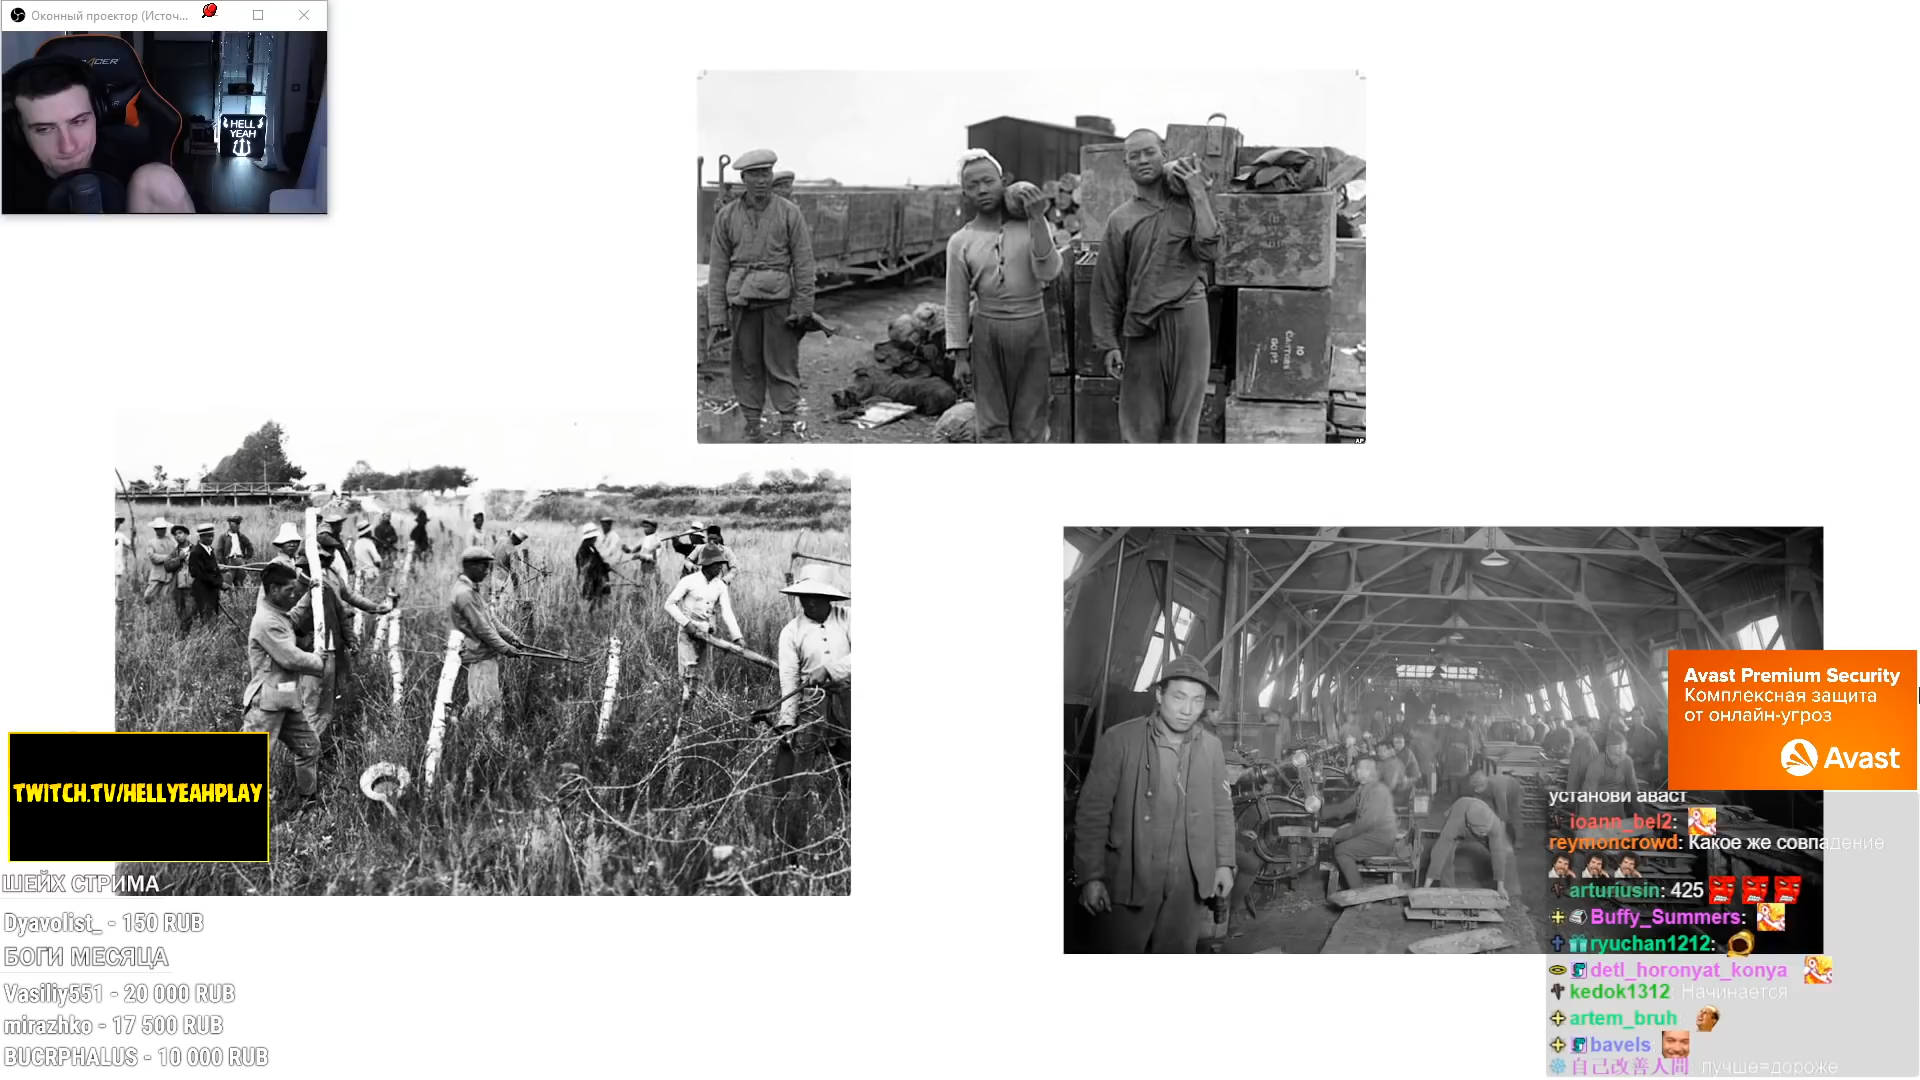 Оконный проектор (Источ...
ACER
HELL
YEAH
10
AP
Avast Premium Security
Комплексная защита
от онлайн-угроз
Avast
TWITCH.TV/HELLYEAHPLAY
ШЕЙХ СТРИМА
Dyavolist_ - 150 RUB
БОГИ МЕСЯЦА
Vasiliy551 - 20 000 RUB
mirazhko - 17 500 RUB
BUCRPHALUS - 10 000 RUB
установи аваст
ioann_bel2:
reymoncrowd: Какое же совпадение
arturiusin: 425
Buffy_Summers:
ryuchan1212:
detl_horonyat_konya
kedok1312: Начинается
artem_bruh
bavels:
自己改善人間 лучше=дороже